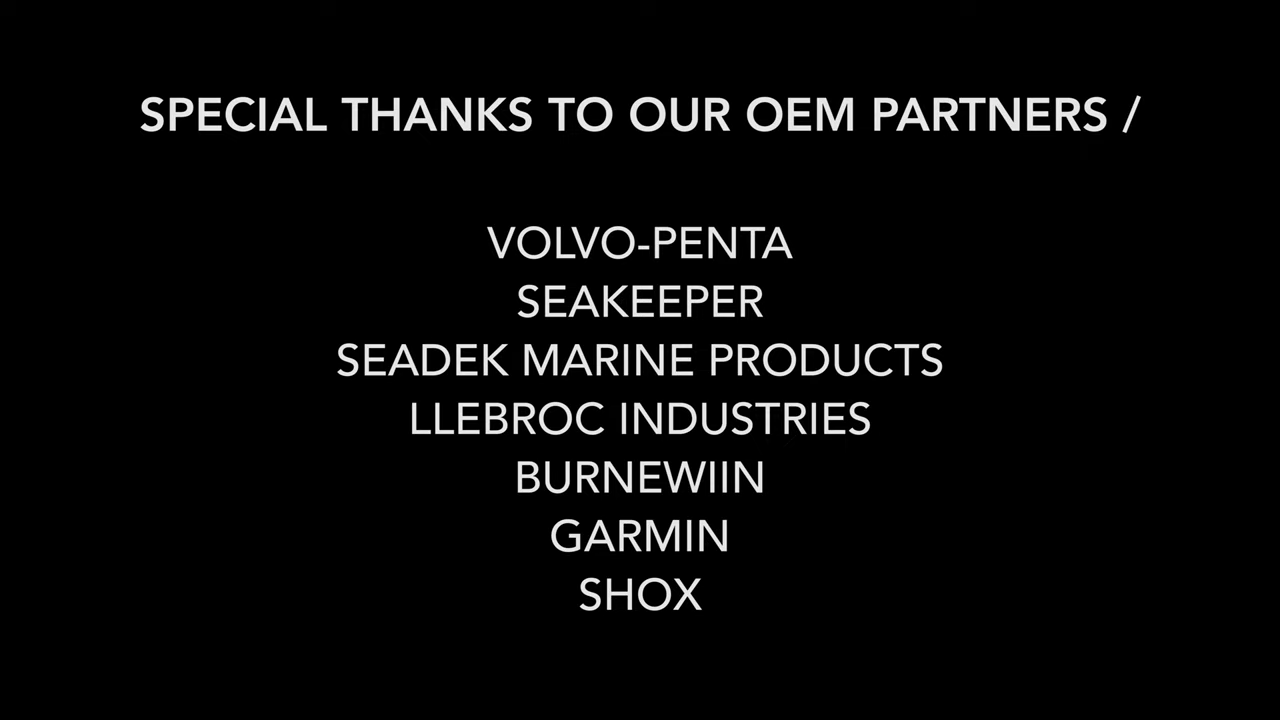 SPECIAL THANKS TO OUR OEM PARTNERS /
VOLVO-PENTA
SEAKEEPER
SEADEK MARINE PRODUCTS
LLEBROC INDUSTRIES
BURNEWIIN
GARMIN
SHOX